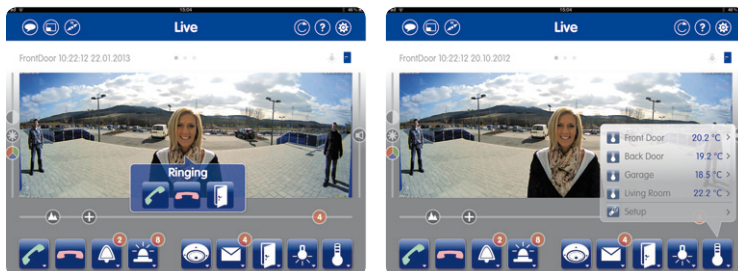 15:04
Live
?
FrontDoor 10:22:12 22.01.2013
Ringing
4
2
8
4
15:04
Live
?
FrontDoor 10:22:12 20.10.2012
Front Door 20.2 °C >
Back Door 19.2 °C >
Garage 18.5 °C >
Living Room 22.2 °C >
Setup >
2
8
4